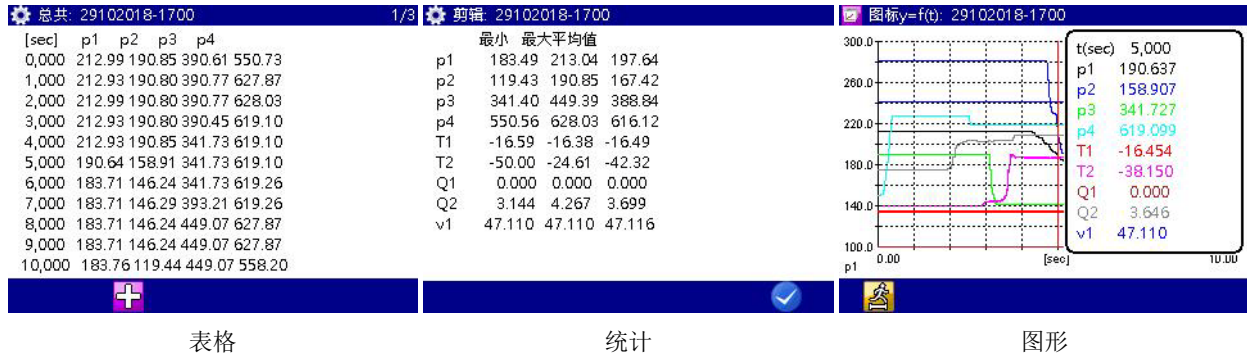 总共: 29102018-1700 1/3
[sec] p1 p2 p3 p4
0,000 212.99 190.85 390.61 550.73
1,000 212.93 190.80 390.77 627.87
2,000 212.99 190.80 390.77 628.03
3,000 212.93 190.80 390.45 619.10
4,000 212.93 190.85 341.73 619.10
5,000 190.64 158.91 341.73 619.10
6,000 183.71 146.24 341.73 619.26
7,000 183.71 146.29 393.21 619.26
8,000 183.71 146.24 449.07 627.87
9,000 183.71 146.24 449.07 627.87
10,000 183.76 119.44 449.07 558.20
表格
剪辑: 29102018-1700
最小 最大平均值
p1 183.49 213.04 197.64
p2 119.43 190.85 167.42
p3 341.40 449.39 388.84
p4 550.56 628.03 616.12
T1 -16.59 -16.38 -16.49
T2 -50.00 -24.61 -42.32
Q1 0.000 0.000 0.000
Q2 3.144 4.267 3.699
v1 47.110 47.110 47.116
统计
图标y=f(t): 29102018-1700
300.0
260.0
220.0
180.0
140.0
100.0
p1 0.00 [sec] 10.00
t(sec) 5,000
p1 190.637
p2 158.907
p3 341.727
p4 619.099
T1 -16.454
T2 -38.150
Q1 0.000
Q2 3.646
v1 47.110
图形